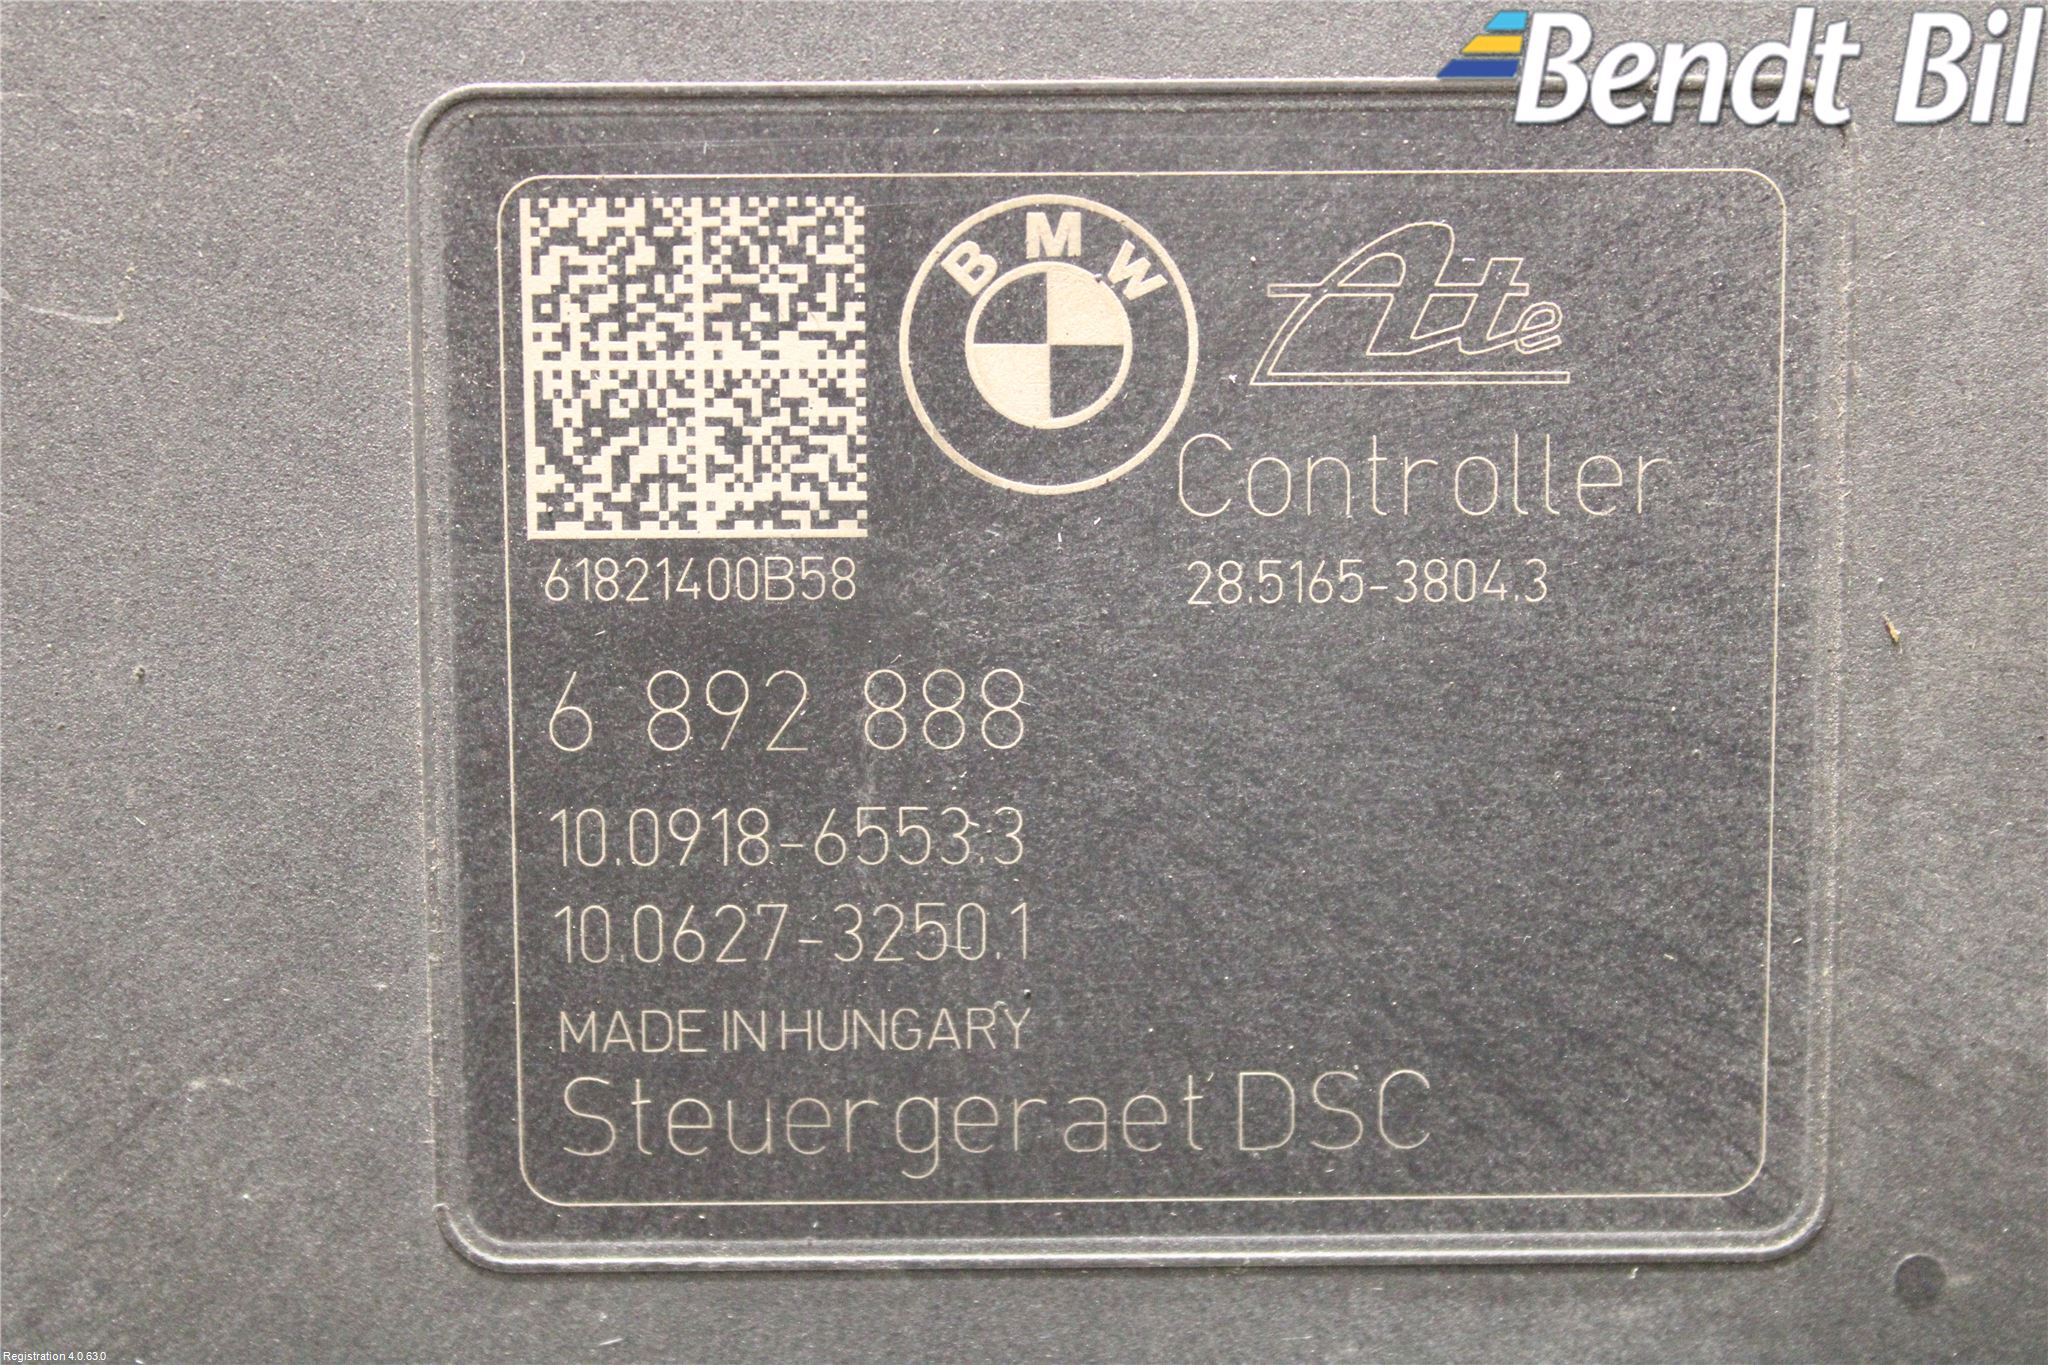 Bendt Bil
BMW
Ate
Controller
61821400B58
28.5165-3804.3
6 892 888
10.0918-6553.3
10.0627-3250.1
MADE IN HUNGARY
Steuergeraet DSC
Registration 4.0.63.0